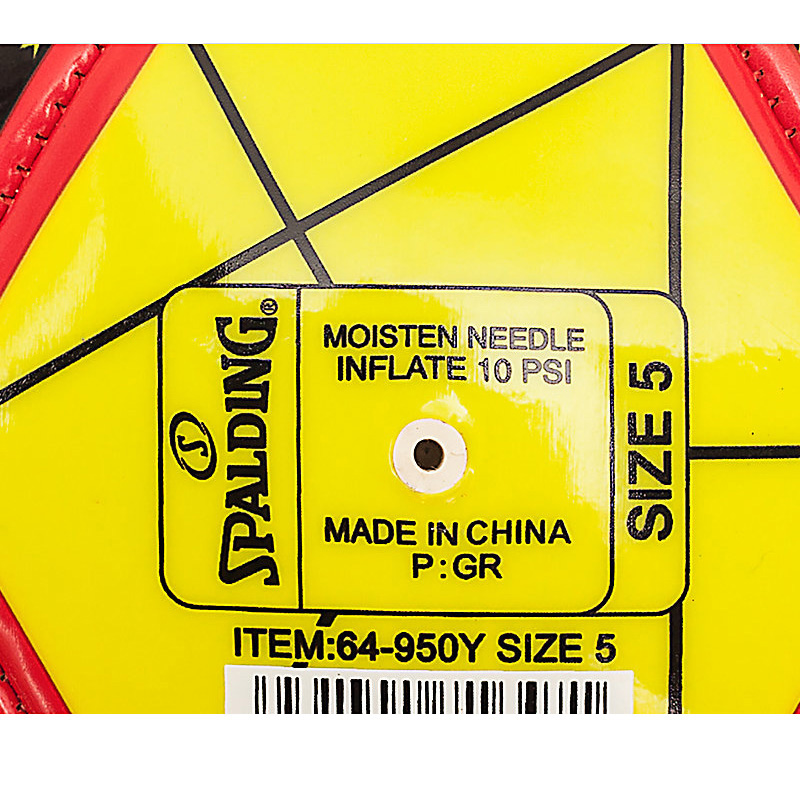 SPALDING®
MOISTEN NEEDLE
INFLATE 10 PSI
MADE IN CHINA
P:GR
SIZE 5
ITEM:64-950Y SIZE 5